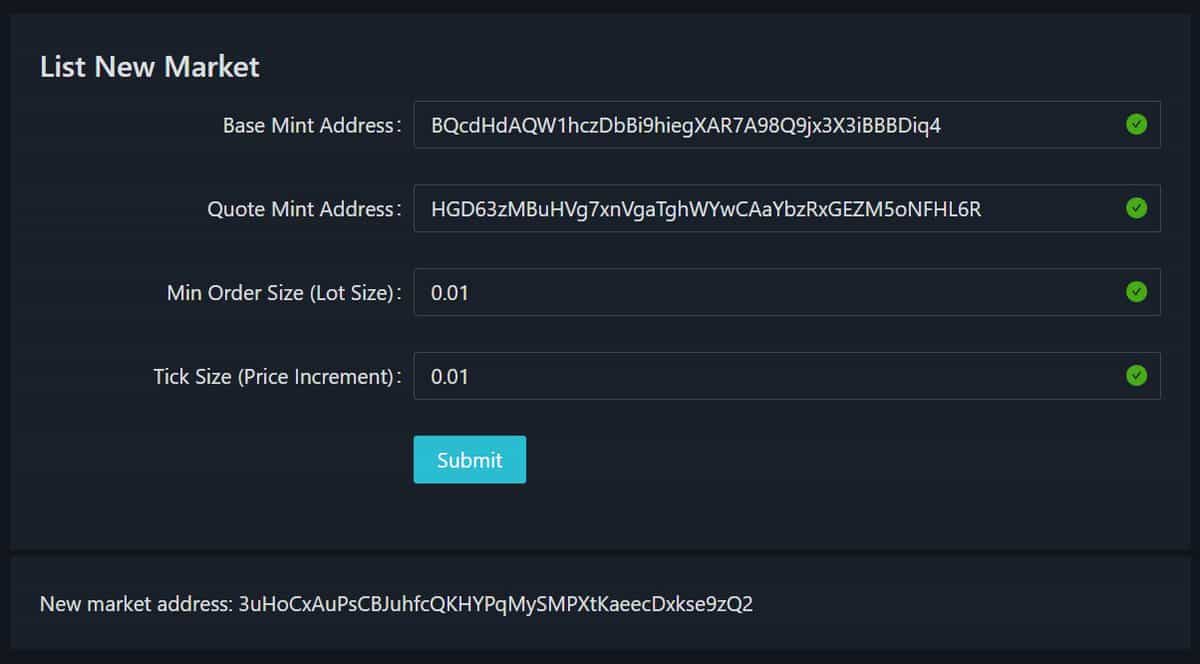 List New Market
Base Mint Address: BQcdHdAQW1hczDbBi9hiegXAR7A98Q9jx3X3iBBBDiq4
Quote Mint Address: HGD63zMBuHVg7xnVgaTghWYwCAaYbzRxGEZM5oNFHL6R
Min Order Size (Lot Size): 0.01
Tick Size (Price Increment): 0.01
Submit
New market address: 3uHoCxAuPsCBJuhfcQKHYPqMySMPXtKaeecDxkse9zQ2